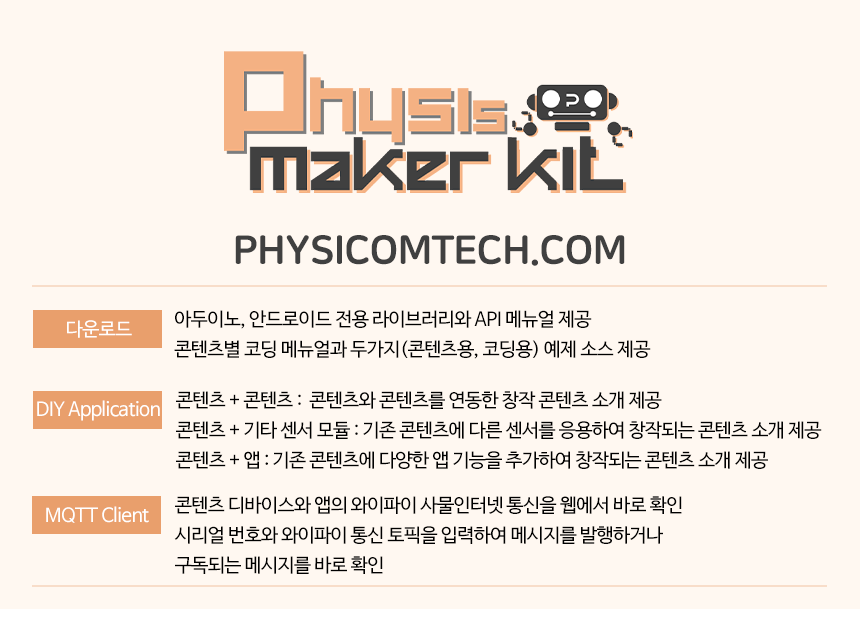 Physis
maker kit
PHYSICOMTECH.COM
다운로드
아두이노, 안드로이드 전용 라이브러리와 API 메뉴얼 제공
콘텐츠별 코딩 메뉴얼과 두가지(콘텐츠용, 코딩용) 예제 소스 제공
DIY Application
콘텐츠 + 콘텐츠 : 콘텐츠와 콘텐츠를 연동한 창작 콘텐츠 소개 제공
콘텐츠 + 기타 센서 모듈 : 기존 콘텐츠에 다른 센서를 응용하여 창작되는 콘텐츠 소개 제공
콘텐츠 + 앱 : 기존 콘텐츠에 다양한 앱 기능을 추가하여 창작되는 콘텐츠 소개 제공
MQTT Client
콘텐츠 디바이스와 앱의 와이파이 사물인터넷 통신을 웹에서 바로 확인
시리얼 번호와 와이파이 통신 토픽을 입력하여 메시지를 발행하거나
구독되는 메시지를 바로 확인